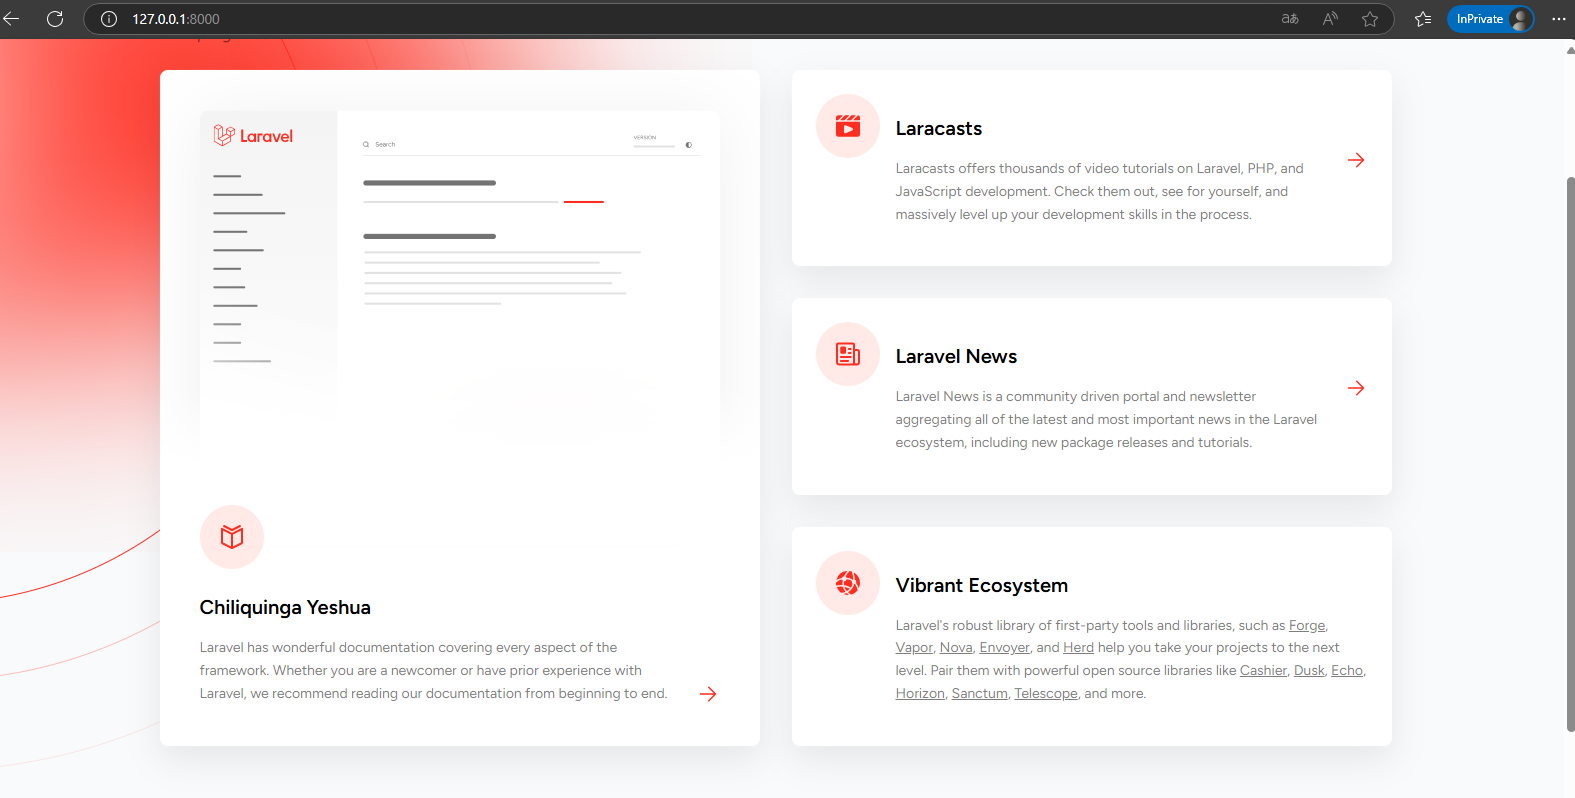 127.0.0.1:8000
InPrivate
Laravel
Search
VERSION
Chiliquinga Yeshua
Laravel has wonderful documentation covering every aspect of the
framework. Whether you are a newcomer or have prior experience with
Laravel, we recommend reading our documentation from beginning to end.
Laracasts
Laracasts offers thousands of video tutorials on Laravel, PHP, and
JavaScript development. Check them out, see for yourself, and
massively level up your development skills in the process.
Laravel News
Laravel News is a community driven portal and newsletter
aggregating all of the latest and most important news in the Laravel
ecosystem, including new package releases and tutorials.
Vibrant Ecosystem
Laravel's robust library of first-party tools and libraries, such as Forge,
Vapor, Nova, Envoyer, and Herd help you take your projects to the next
level. Pair them with powerful open source libraries like Cashier, Dusk, Echo,
Horizon, Sanctum, Telescope, and more.